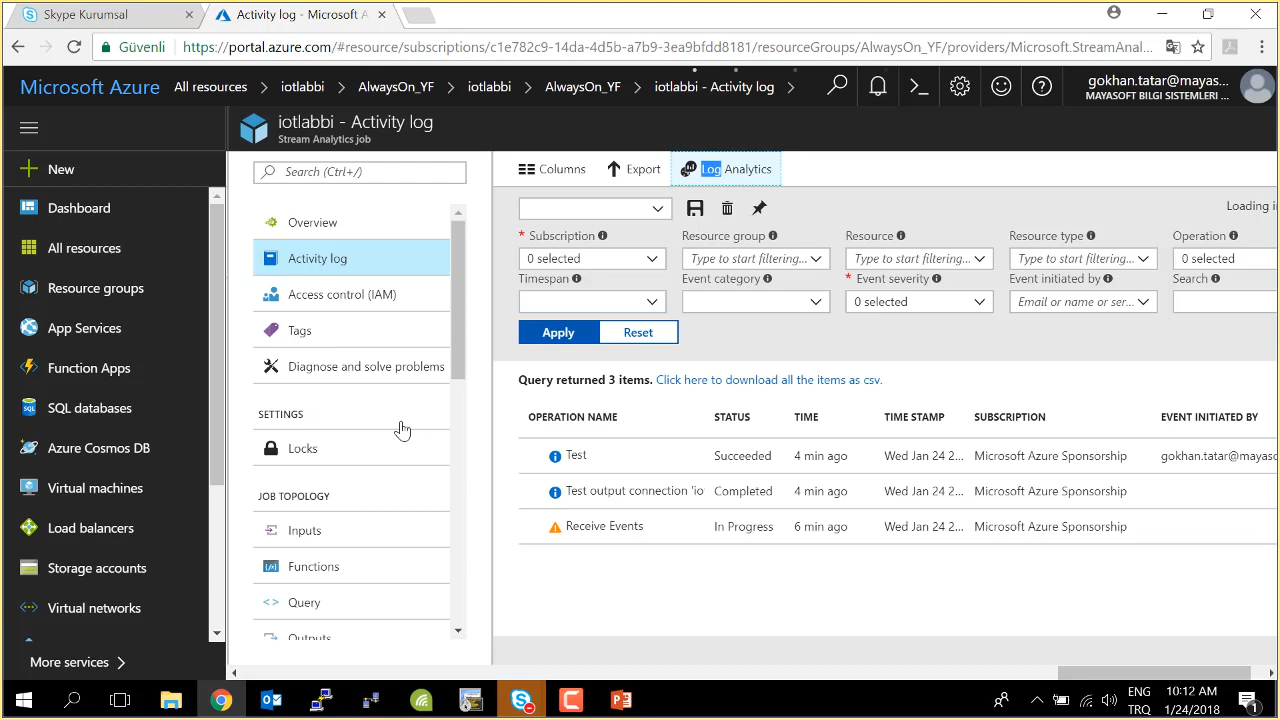 Skype Kurumsal
Activity log - Microsoft A
Güvenli
https://portal.azure.com/#resource/subscriptions/c1e782c9-14da-4d5b-a7b9-3ea9bfdd8181/resourceGroups/AlwaysOn_YF/providers/Microsoft.StreamAnal...
Microsoft Azure
All resources
iotlabbi
AlwaysOn_YF
iotlabbi
AlwaysOn_YF
iotlabbi - Activity log
gokhan.tatar@mayas...
MAYASOFT BILGI SISTEMLERI ...
iotlabbi - Activity log
Stream Analytics job
New
Dashboard
All resources
Resource groups
App Services
Function Apps
SQL databases
Azure Cosmos DB
Virtual machines
Load balancers
Storage accounts
Virtual networks
More services
Search (Ctrl+/)
Overview
Activity log
Access control (IAM)
Tags
Diagnose and solve problems
SETTINGS
Locks
JOB TOPOLOGY
Inputs
Functions
Query
Outputs
Columns
Export
Log Analytics
Loading i
* Subscription
Resource group
Resource
Resource type
Operation
0 selected
Type to start filtering...
Type to start filtering...
Type to start filtering...
0 selected
Timespan
Event category
* Event severity
Event initiated by
Search
0 selected
Email or name or ser...
Apply
Reset
Query returned 3 items. Click here to download all the items as csv.
OPERATION NAME STATUS TIME TIME STAMP SUBSCRIPTION EVENT INITIATED BY
Test Succeeded 4 min ago Wed Jan 24 2... Microsoft Azure Sponsorship gokhan.tatar@mayaso
Test output connection 'io Completed 4 min ago Wed Jan 24 2... Microsoft Azure Sponsorship
Receive Events In Progress 6 min ago Wed Jan 24 2... Microsoft Azure Sponsorship
ENG
TRQ
10:12 AM
1/24/2018
1